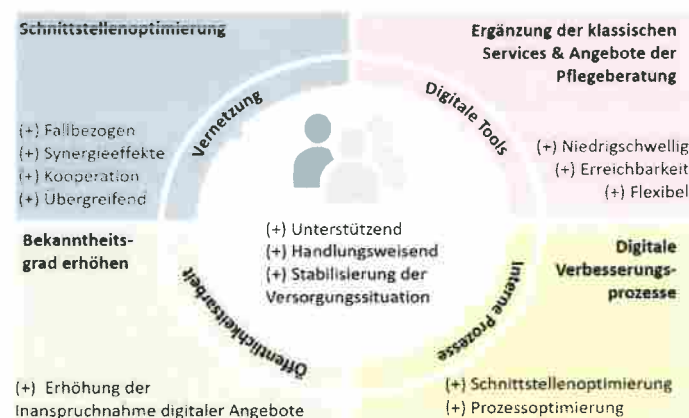 Schnittstellenoptimierung
(+) Fallbezogen
(+) Synergieeffekte
(+) Kooperation
(+) Übergreifend
Vernetzung
Ergänzung der klassischen
Services & Angebote der
Pflegeberatung
Digitale Tools
(+) Niedrigschwellig
(+) Erreichbarkeit
(+) Flexibel
(+) Unterstützend
(+) Handlungsweisend
(+) Stabilisierung der
Versorgungssituation
Bekanntheits-
grad erhöhen
Öffentlichkeitsarbeit
(+) Erhöhung der
Inanspruchnahme digitaler Angebote
Digitale
Verbesserungs-
prozesse
Interne Prozesse
(+) Schnittstellenoptimierung
(+) Prozessoptimierung